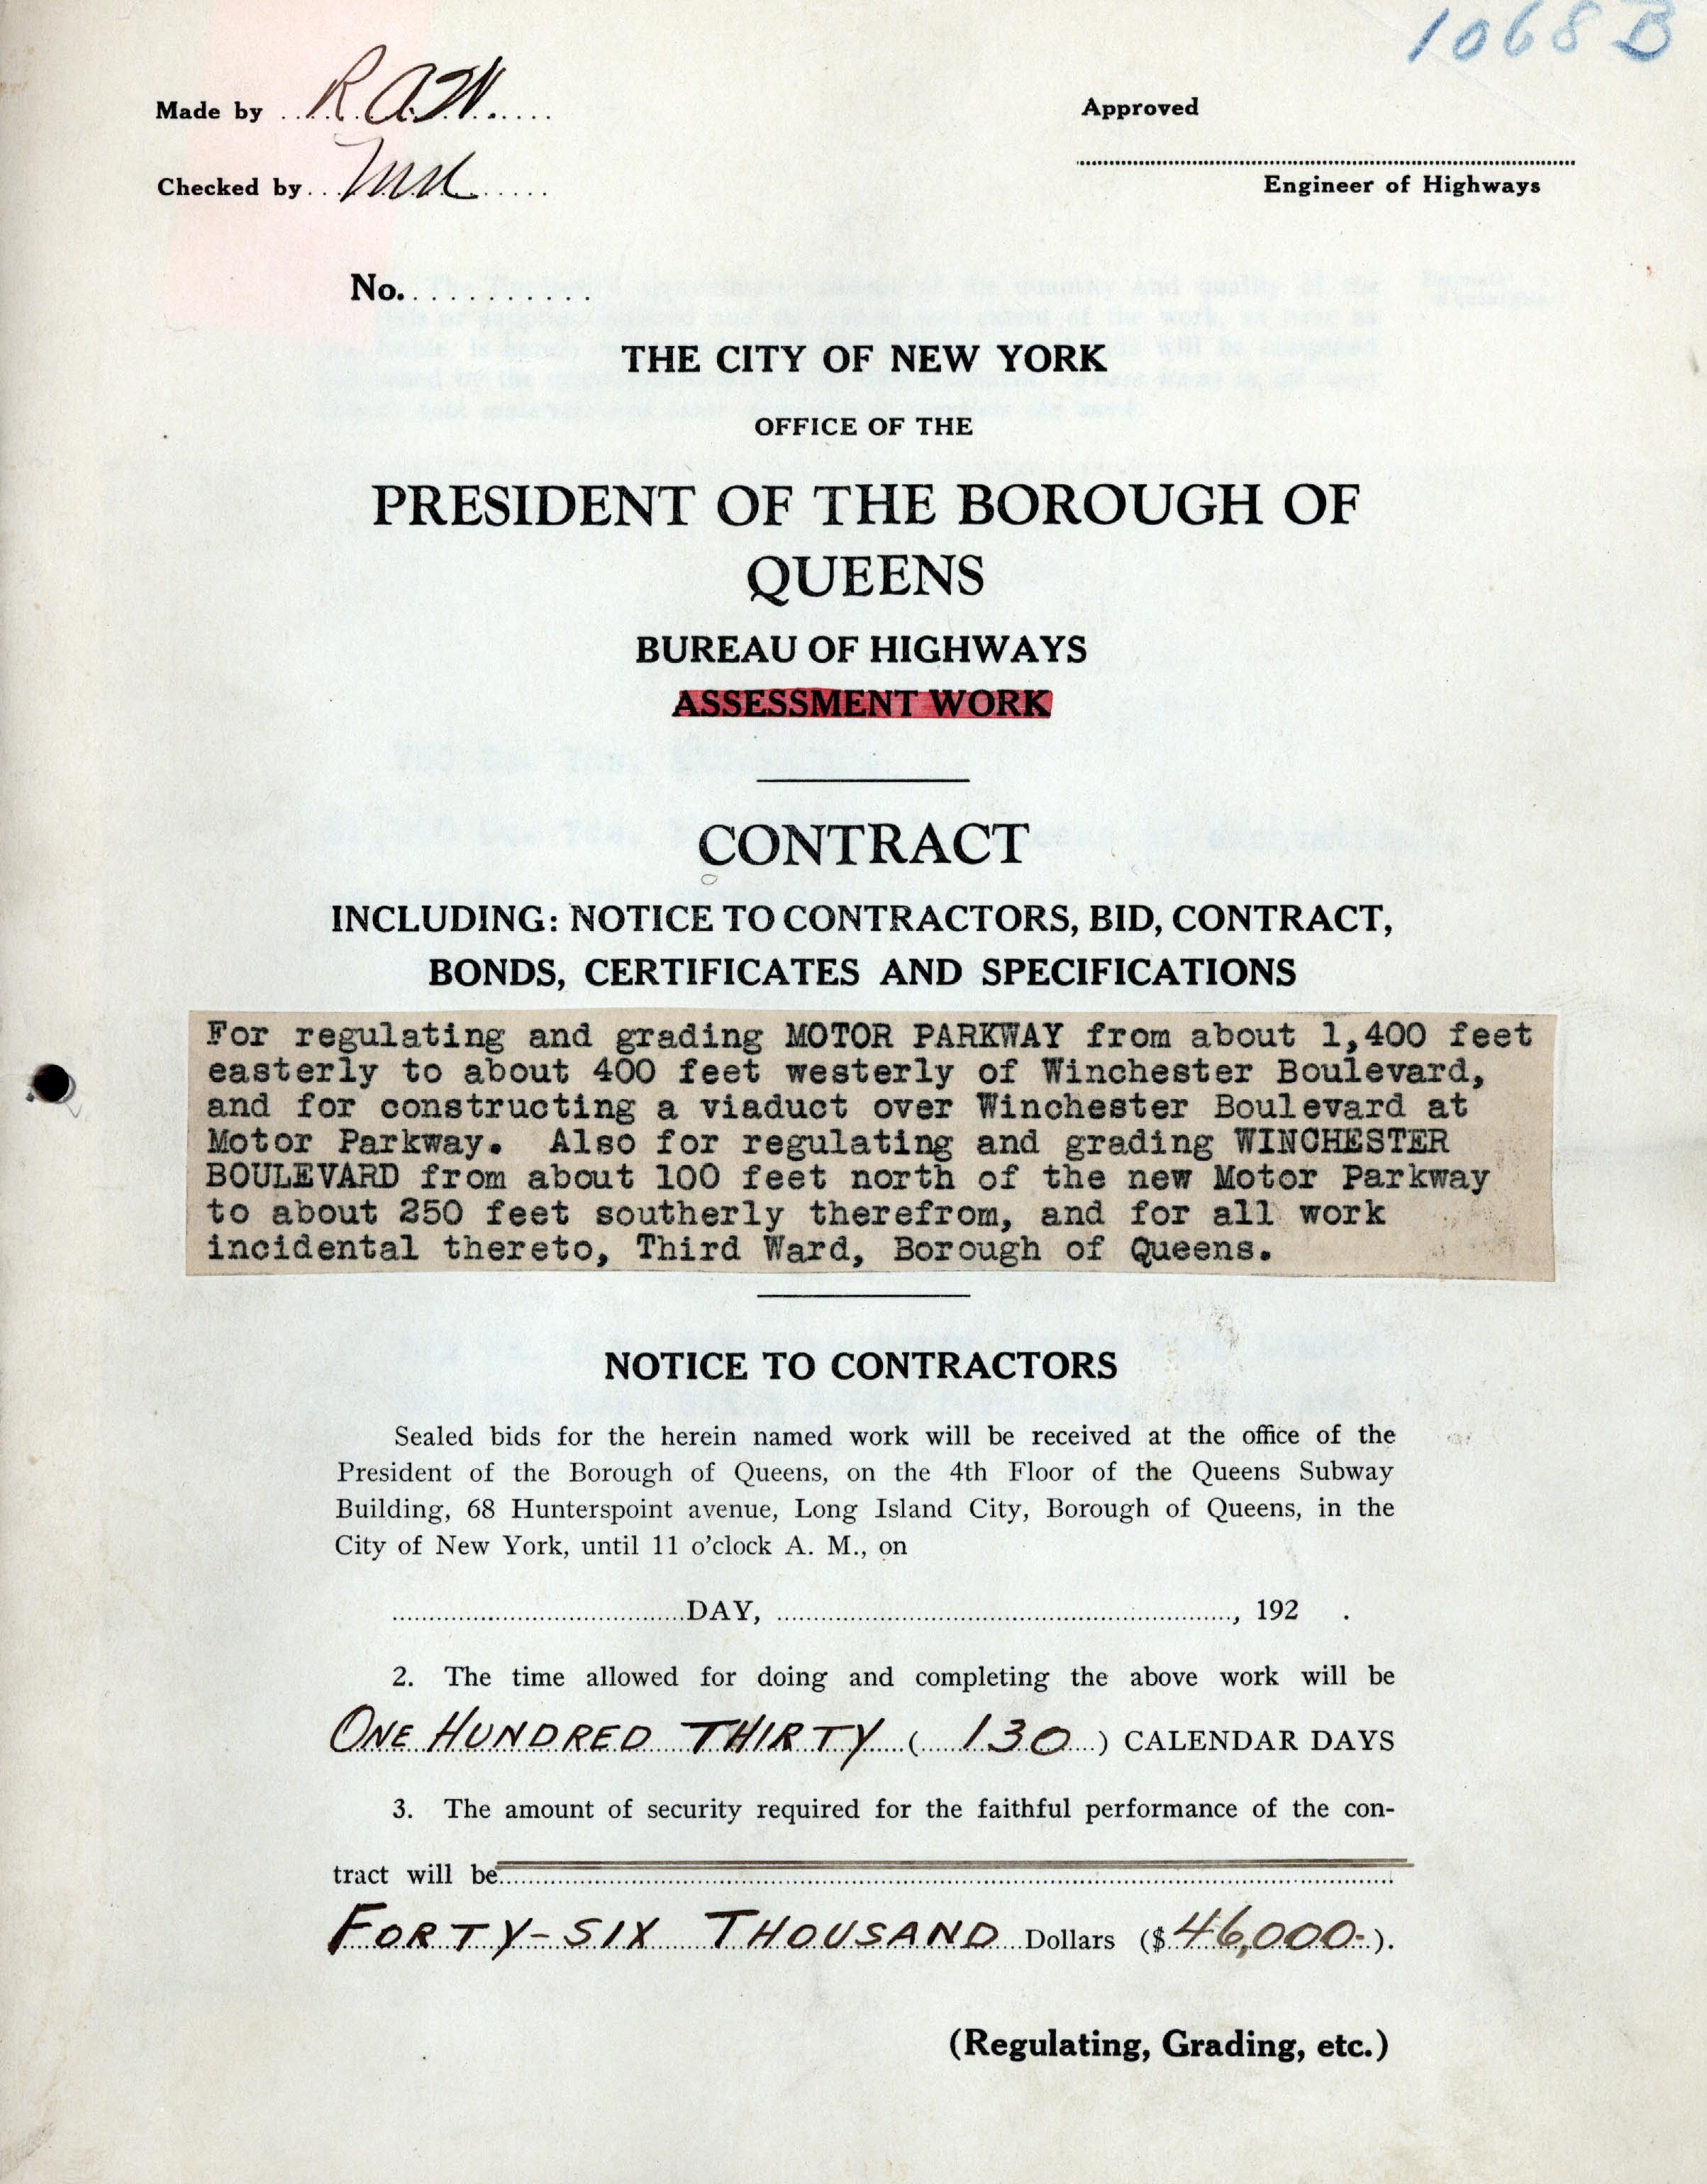 1068 B
Made by R.A.W.
Approved
Checked by
Engineer of Highways
No. ...........
THE CITY OF NEW YORK
OFFICE OF THE
PRESIDENT OF THE BOROUGH OF
QUEENS
BUREAU OF HIGHWAYS
ASSESSMENT WORK
CONTRACT
INCLUDING: NOTICE TO CONTRACTORS, BID, CONTRACT,
BONDS, CERTIFICATES AND SPECIFICATIONS
For regulating and grading MOTOR PARKWAY from about 1,400 feet
easterly to about 400 feet westerly of Winchester Boulevard,
and for constructing a viaduct over Winchester Boulevard at
Motor Parkway. Also for regulating and grading WINCHESTER
BOULEVARD from about 100 feet north of the new Motor Parkway
to about 250 feet southerly therefrom, and for all work
incidental thereto, Third Ward, Borough of Queens.
NOTICE TO CONTRACTORS
Sealed bids for the herein named work will be received at the office of the
President of the Borough of Queens, on the 4th Floor of the Queens Subway
Building, 68 Hunterspoint avenue, Long Island City, Borough of Queens, in the
City of New York, until 11 o'clock A. M., on
....................DAY, ...................., 192 .
2. The time allowed for doing and completing the above work will be
ONE HUNDRED THIRTY ( 130 ) CALENDAR DAYS
3. The amount of security required for the faithful performance of the con-
tract will be
FORTY-SIX THOUSAND Dollars ($ 46,000- ).
(Regulating, Grading, etc.)